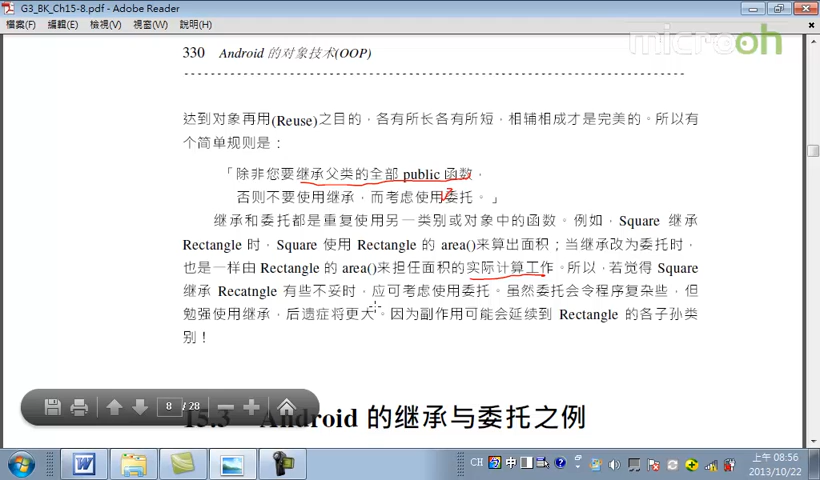 G3_BK_Ch15-8.pdf - Adobe Reader
檔案(F) 編輯(E) 檢視(V) 視窗(W) 說明(H)
microoh
330 Android 的对象技术(OOP)
达到对象再用(Reuse)之目的，各有所长各有所短，相辅相成才是完美的。所以有
个简单规则是：
「除非您要继承父类的全部 public 函数，
否则不要使用继承，而考虑使用委托。」
继承和委托都是重复使用另一类别或对象中的函数。例如，Square 继承
Rectangle 时，Square 使用 Rectangle 的 area()来算出面积；当继承改为委托时，
也是一样由 Rectangle 的 area()来担任面积的实际计算工作。所以，若觉得 Square
继承 Recatngle 有些不妥时，应可考虑使用委托。虽然委托会令程序复杂些，但
勉强使用继承，后遗症将更大。因为副作用可能会延续到 Rectangle 的各子孙类
别！
8 / 28
15.3 Android 的继承与委托之例
CH 中
上午 08:56
2013/10/22